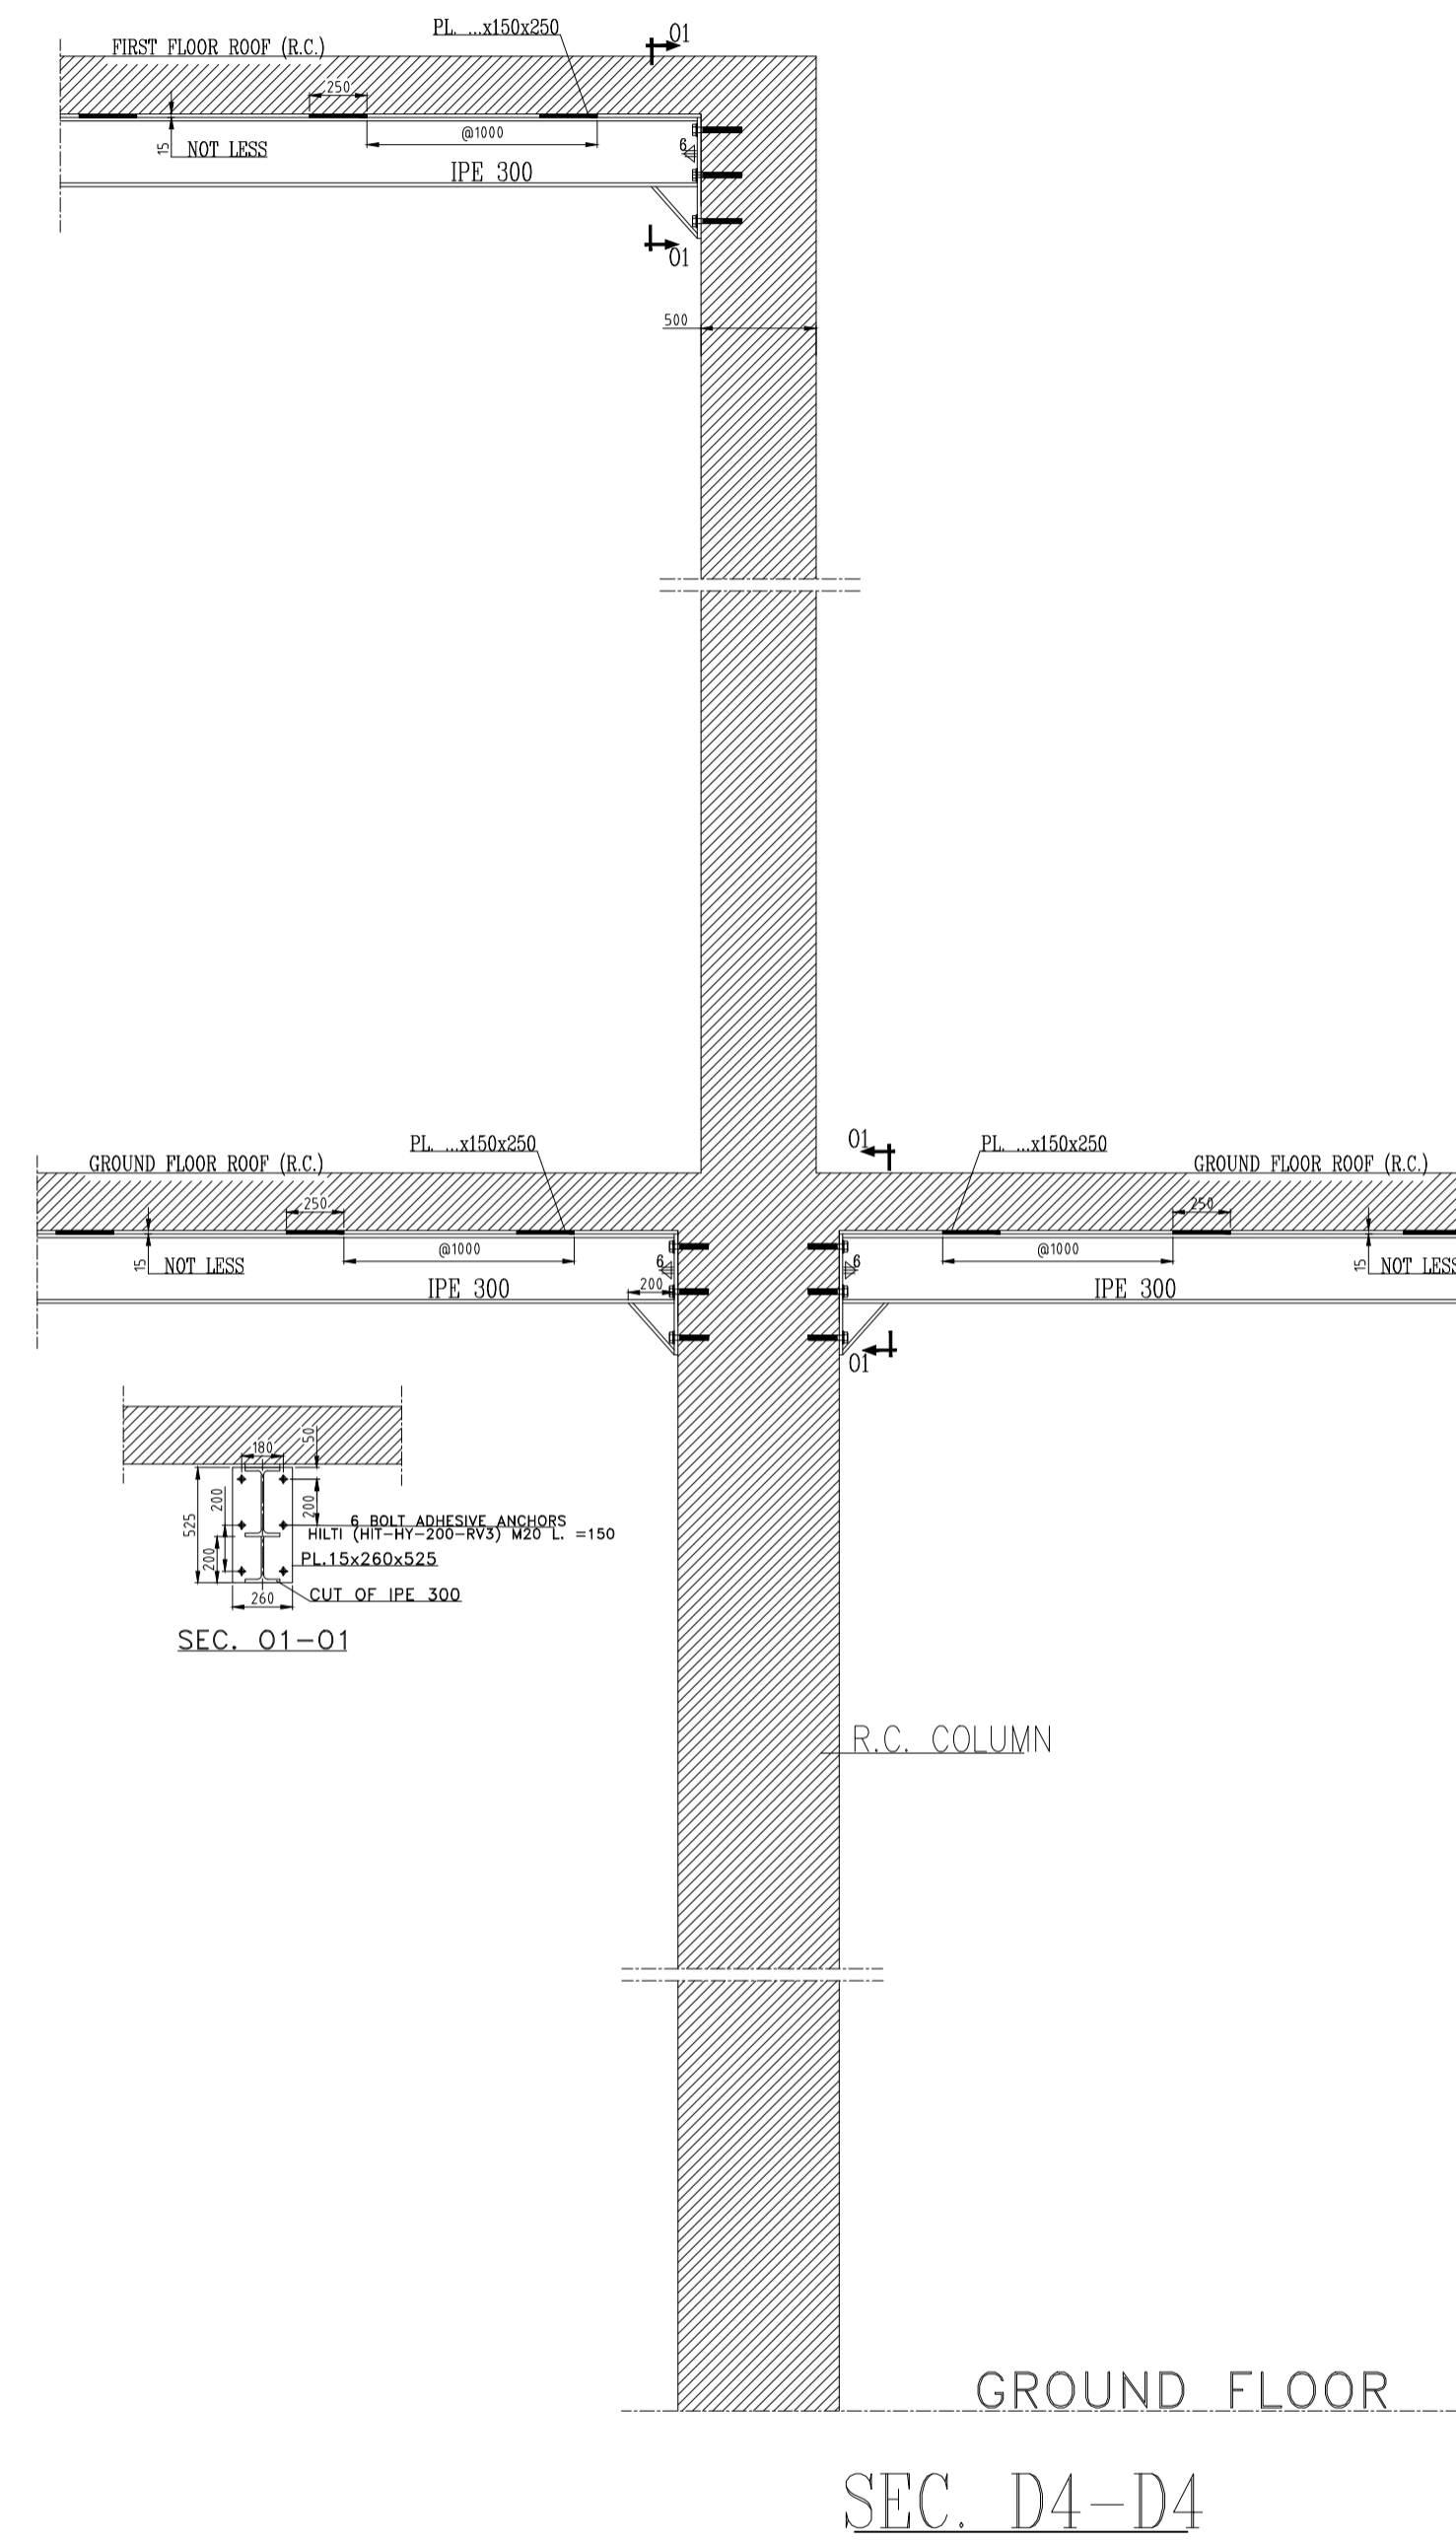 PL. ...x150x250
01
FIRST FLOOR ROOF (R.C.)
250
@1000
15 NOT LESS
6
IPE 300
01
500
PL. ...x150x250
01
PL. ...x150x250
GROUND FLOOR ROOF (R.C.)
GROUND FLOOR ROOF (R.C.)
250
250
@1000
@1000
15 NOT LESS
6
6
15 NOT LESS
200
IPE 300
IPE 300
01
180
50
200
200
525
6 BOLT ADHESIVE ANCHORS
HILTI (HIT-HY-200-RV3) M20 L. =150
200
PL.15x260x525
260
CUT OF IPE 300
SEC. 01-01
R.C. COLUMN
GROUND FLOOR
SEC. D4-D4